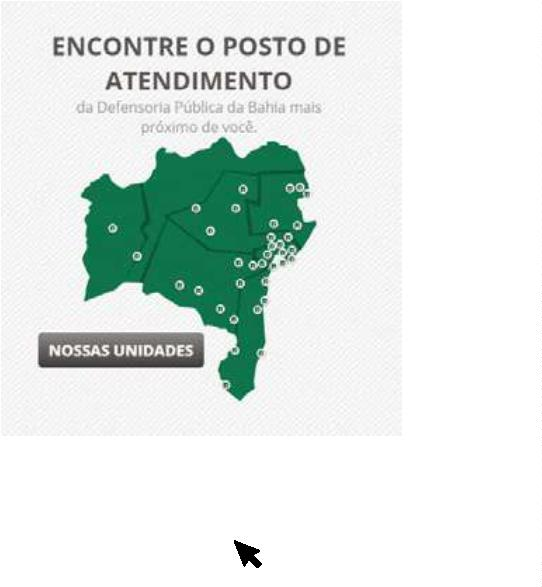 ENCONTRE O POSTO DE
ATENDIMENTO
da Defensoria Pública da Bahia mais
próximo de você.
NOSSAS UNIDADES